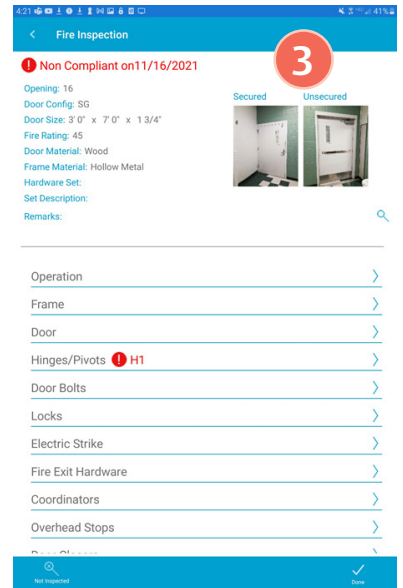 4:21
41%
Fire Inspection
3
Non Compliant on11/16/2021
Opening: 16
Door Config: SG
Door Size: 3' 0" x 7' 0" x 1 3/4"
Fire Rating: 45
Door Material: Wood
Frame Material: Hollow Metal
Hardware Set:
Set Description:
Remarks:
Secured Unsecured
Operation
Frame
Door
Hinges/Pivots H1
Door Bolts
Locks
Electric Strike
Fire Exit Hardware
Coordinators
Overhead Stops
Not Inspected
Done